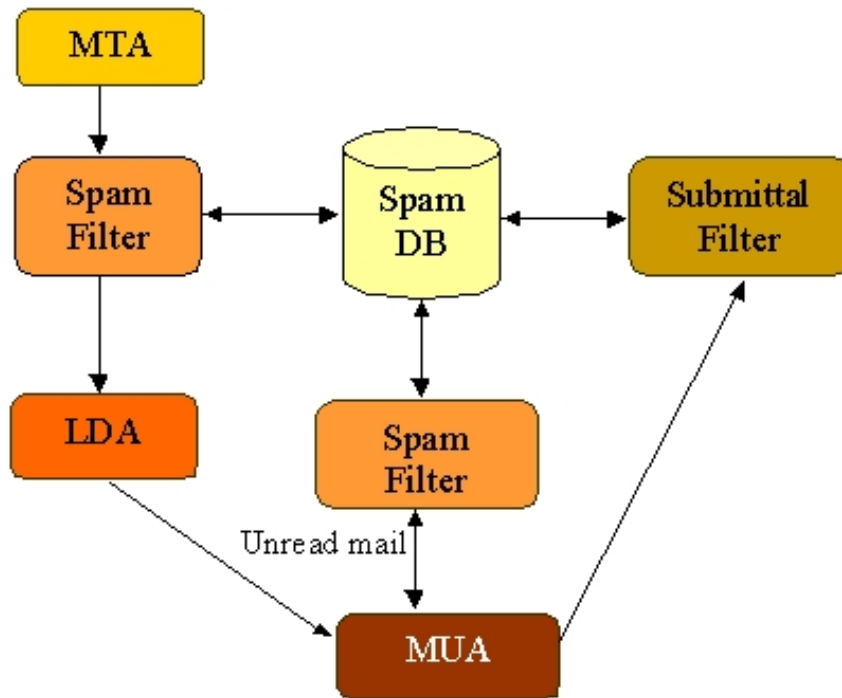 MTA
Spam
Filter
Spam
DB
Submittal
Filter
LDA
Spam
Filter
Unread mail
MUA